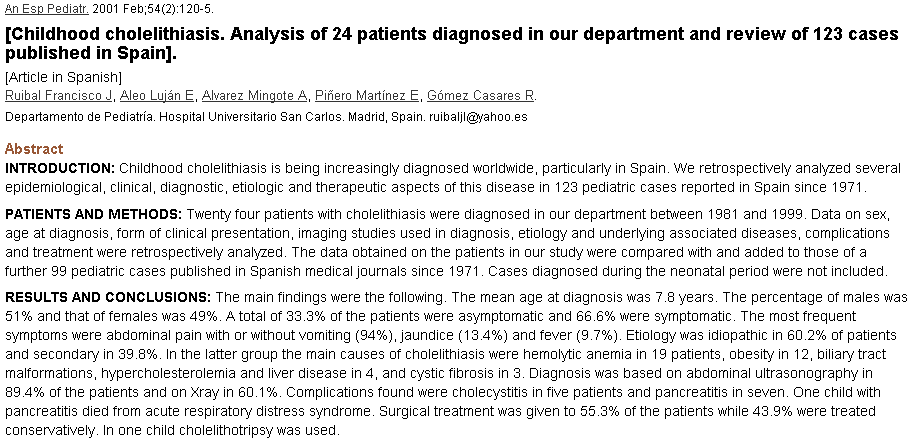 An Esp Pediatr. 2001 Feb;54(2):120-5.
[Childhood cholelithiasis. Analysis of 24 patients diagnosed in our department and review of 123 cases
published in Spain].
[Article in Spanish]
Ruibal Francisco J, Aleo Luján E, Alvarez Mingote A, Piñero Martínez E, Gómez Casares R.
Departamento de Pediatría. Hospital Universitario San Carlos. Madrid, Spain. ruibaljl@yahoo.es
Abstract
INTRODUCTION: Childhood cholelithiasis is being increasingly diagnosed worldwide, particularly in Spain. We retrospectively analyzed several
epidemiological, clinical, diagnostic, etiologic and therapeutic aspects of this disease in 123 pediatric cases reported in Spain since 1971.
PATIENTS AND METHODS: Twenty four patients with cholelithiasis were diagnosed in our department between 1981 and 1999. Data on sex,
age at diagnosis, form of clinical presentation, imaging studies used in diagnosis, etiology and underlying associated diseases, complications
and treatment were retrospectively analyzed. The data obtained on the patients in our study were compared with and added to those of a
further 99 pediatric cases published in Spanish medical journals since 1971. Cases diagnosed during the neonatal period were not included.
RESULTS AND CONCLUSIONS: The main findings were the following. The mean age at diagnosis was 7.8 years. The percentage of males was
51% and that of females was 49%. A total of 33.3% of the patients were asymptomatic and 66.6% were symptomatic. The most frequent
symptoms were abdominal pain with or without vomiting (94%), jaundice (13.4%) and fever (9.7%). Etiology was idiopathic in 60.2% of patients
and secondary in 39.8%. In the latter group the main causes of cholelithiasis were hemolytic anemia in 19 patients, obesity in 12, biliary tract
malformations, hypercholesterolemia and liver disease in 4, and cystic fibrosis in 3. Diagnosis was based on abdominal ultrasonography in
89.4% of the patients and on Xray in 60.1%. Complications found were cholecystitis in five patients and pancreatitis in seven. One child with
pancreatitis died from acute respiratory distress syndrome. Surgical treatment was given to 55.3% of the patients while 43.9% were treated
conservatively. In one child cholelithotripsy was used.